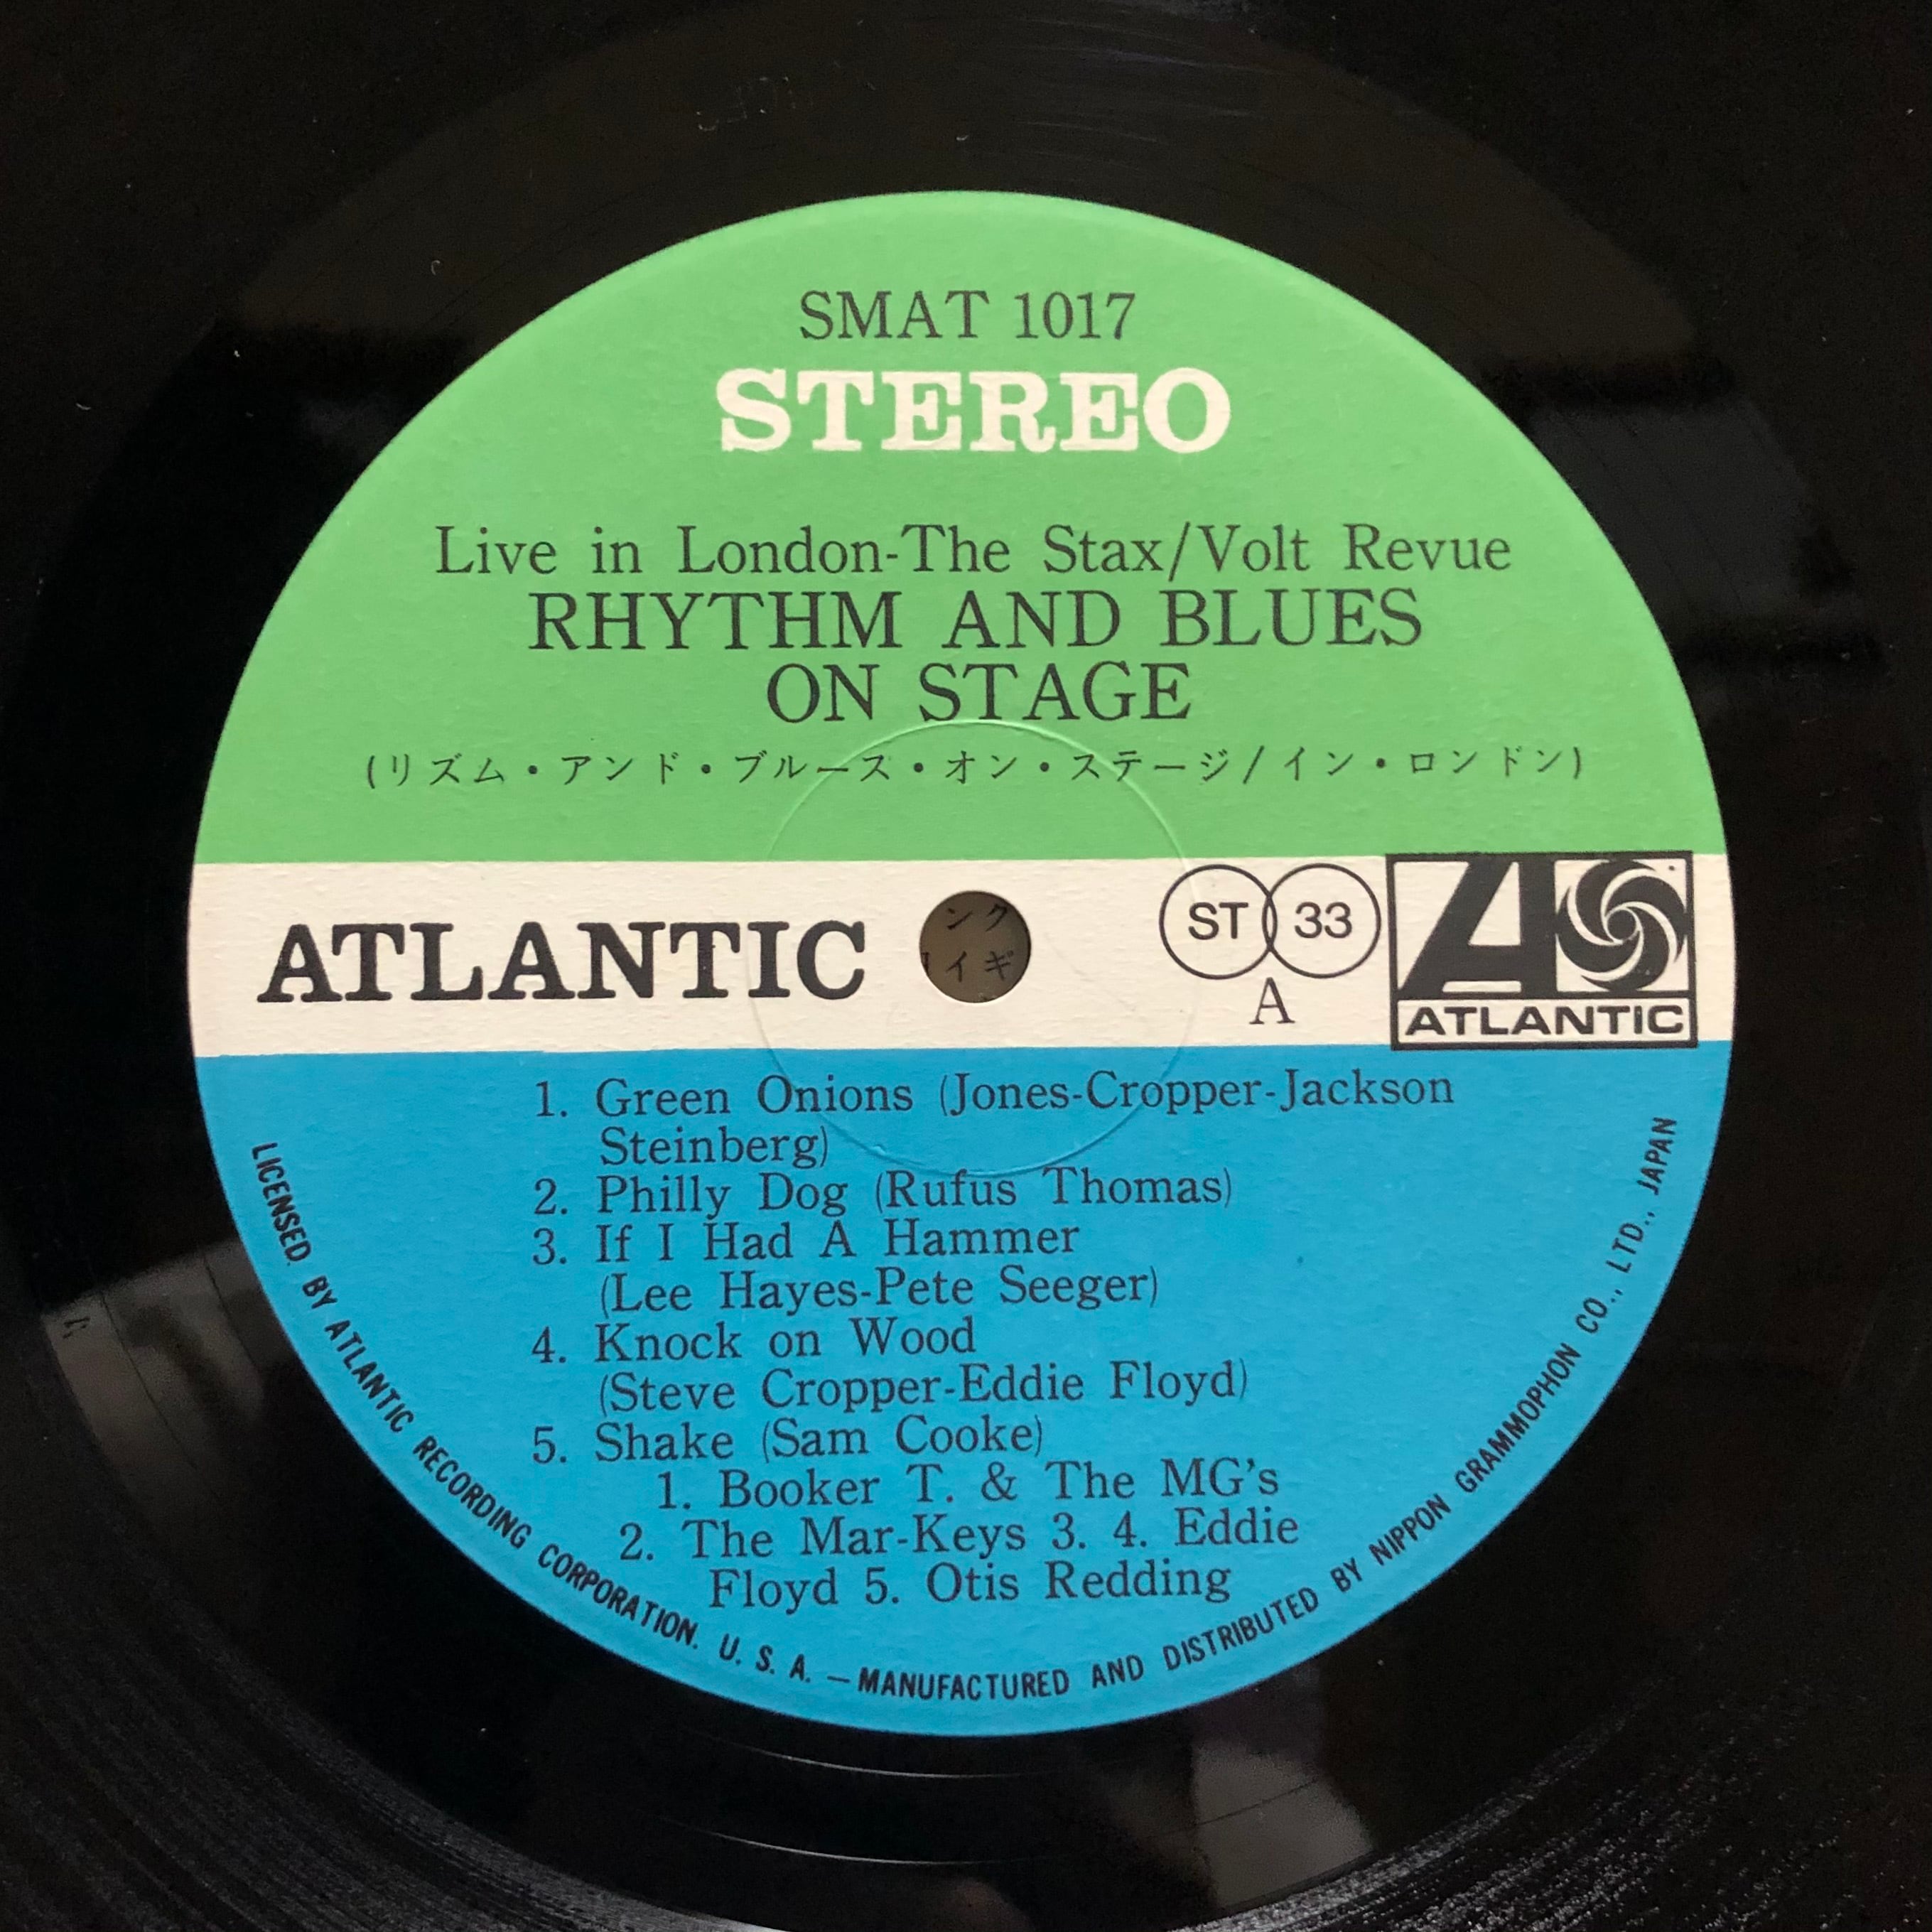 SMAT 1017
STEREO
Live in London-The Stax/Volt Revue
RHYTHM AND BLUES
ON STAGE
(リズム・アンド・ブルース・オン・ステージ/イン・ロンドン)
ATLANTIC
ンク
イギ
ST 33
A
ATLANTIC
1. Green Onions (Jones-Cropper-Jackson
Steinberg)
2. Philly Dog (Rufus Thomas)
3. If I Had A Hammer
(Lee Hayes-Pete Seeger)
4. Knock on Wood
(Steve Cropper-Eddie Floyd)
5. Shake (Sam Cooke)
1. Booker T. & The MG's
2. The Mar-Keys 3. 4. Eddie
Floyd 5. Otis Redding
LICENSED BY ATLANTIC RECORDING CORPORATION. U. S. A. —MANUFACTURED AND DISTRIBUTED BY NIPPON GRAMMOPHON CO., LTD., JAPAN